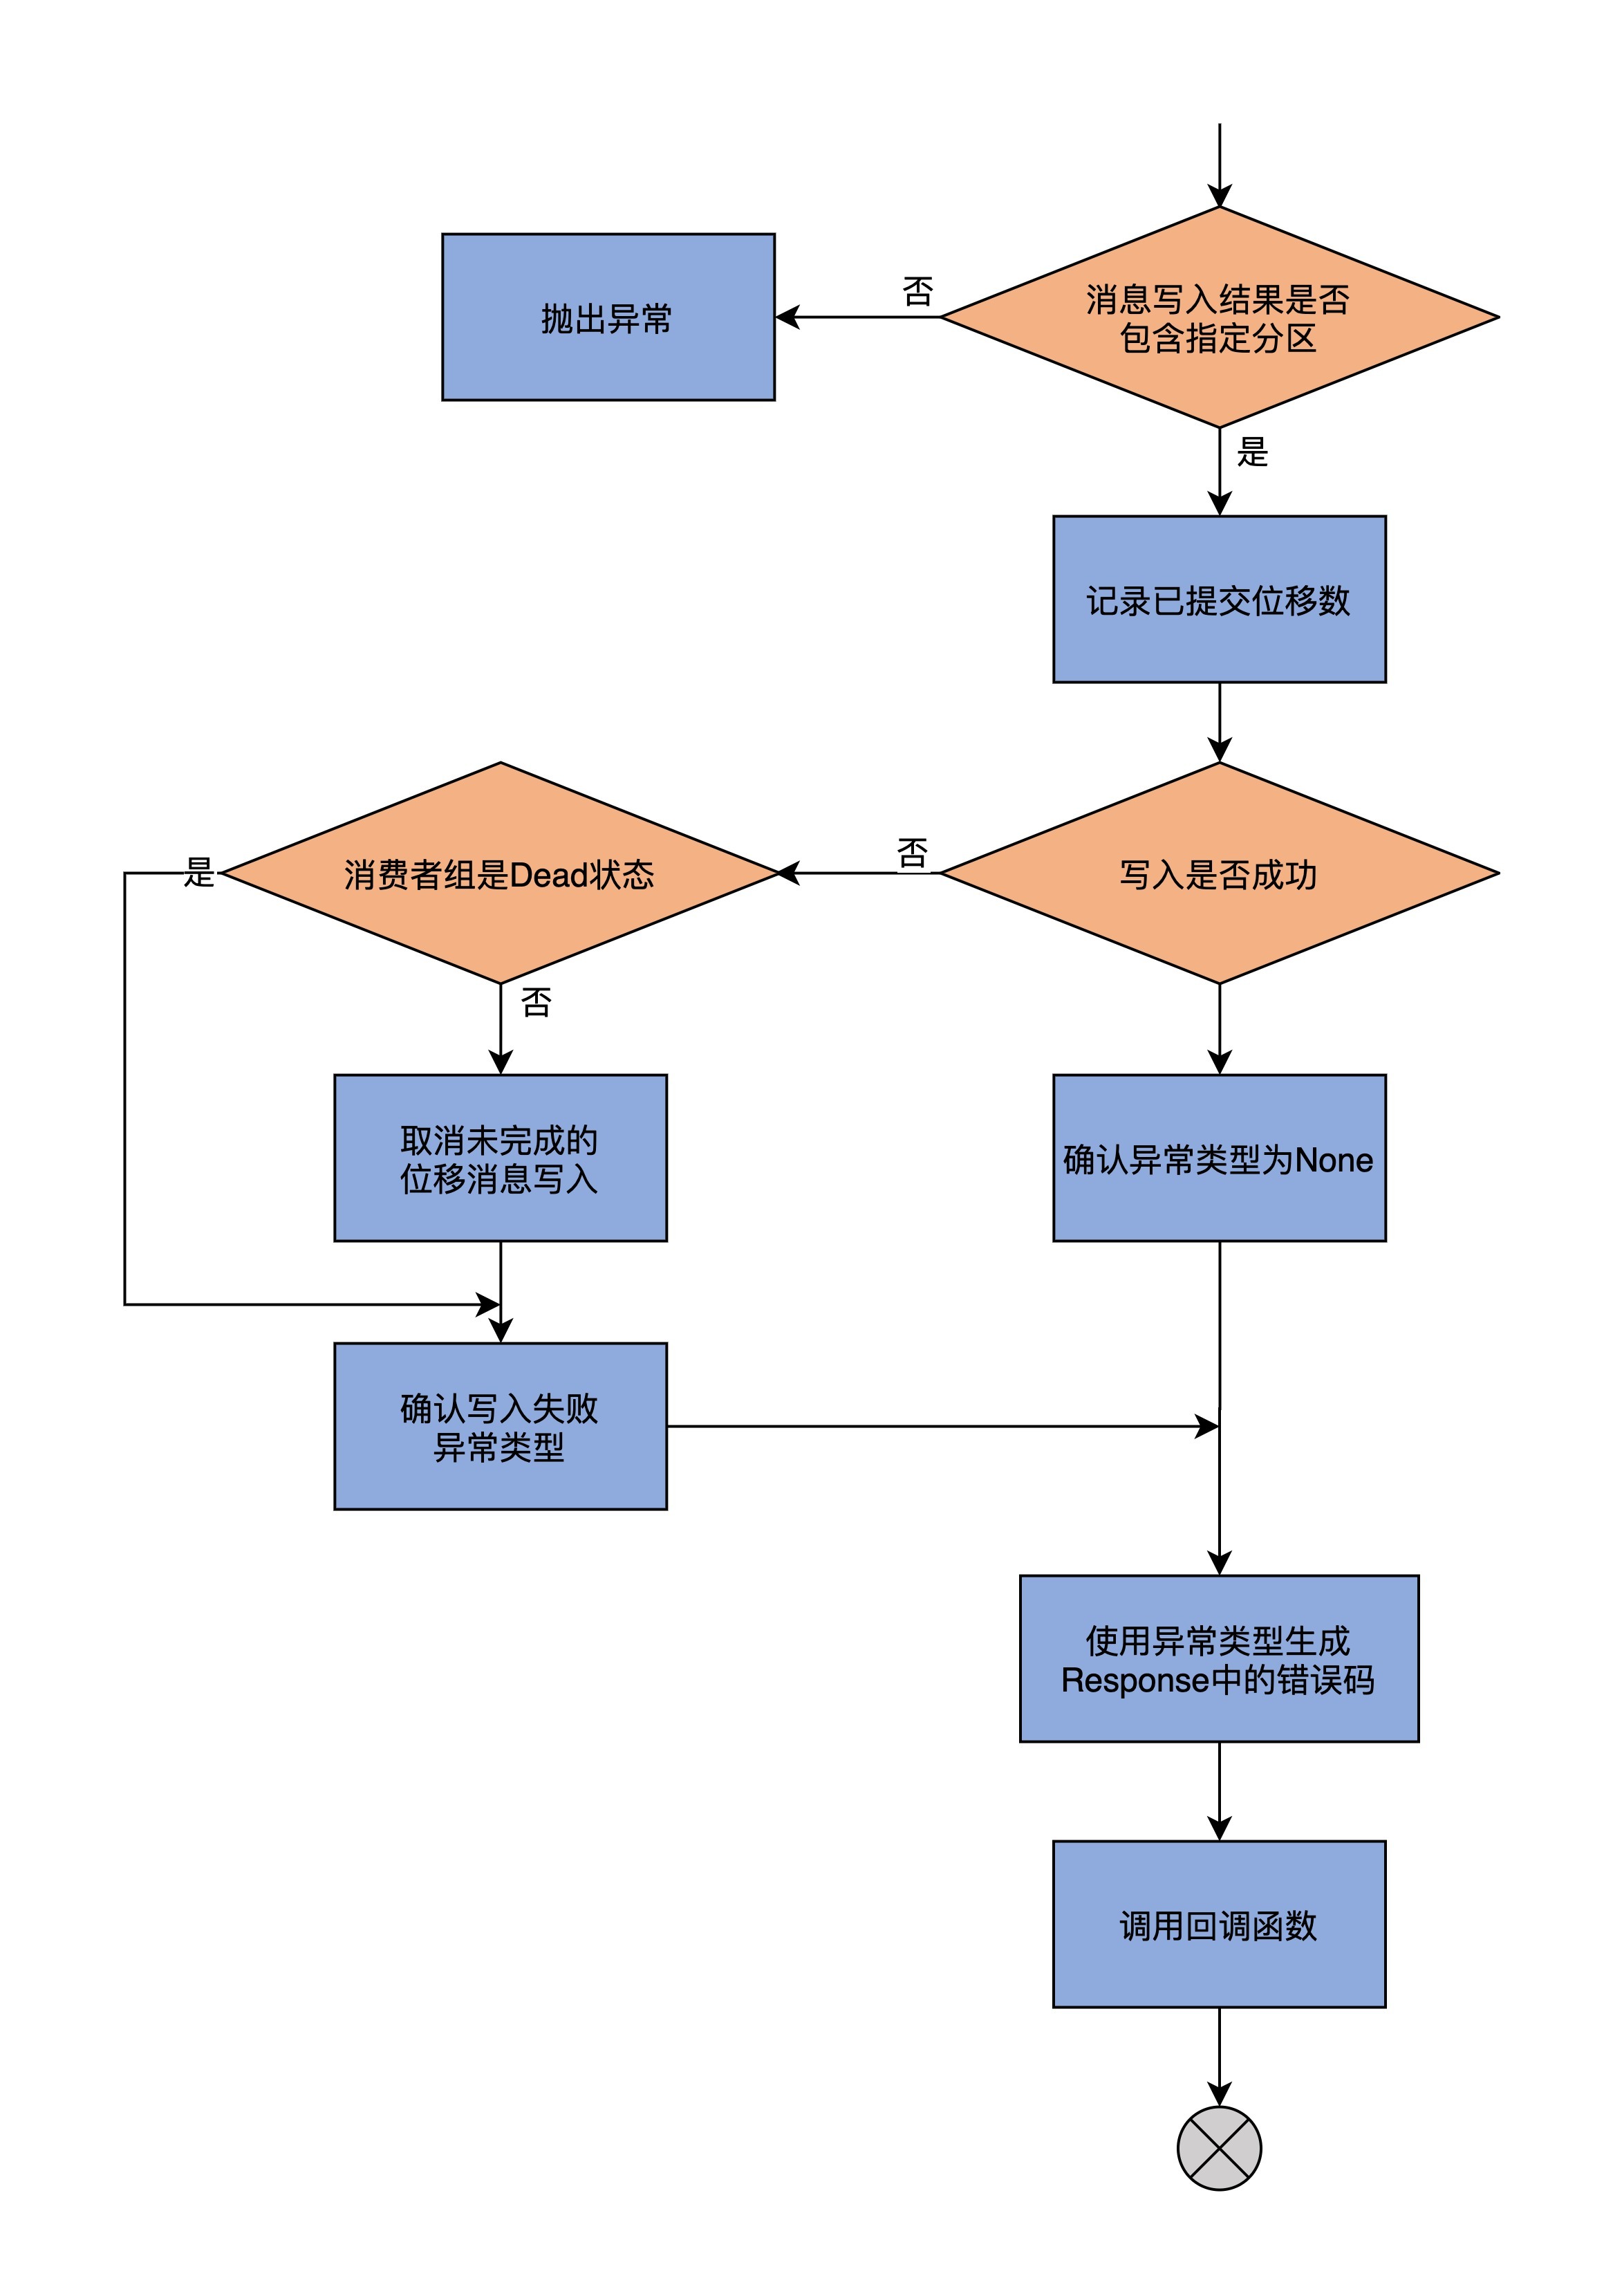 消息写入结果是否
包含指定分区
否
抛出异常
是
记录已提交位移数
写入是否成功
否
消费者组是Dead状态
是
否
取消未完成的
位移消息写入
确认异常类型为None
确认写入失败
异常类型
使用异常类型生成
Response中的错误码
调用回调函数